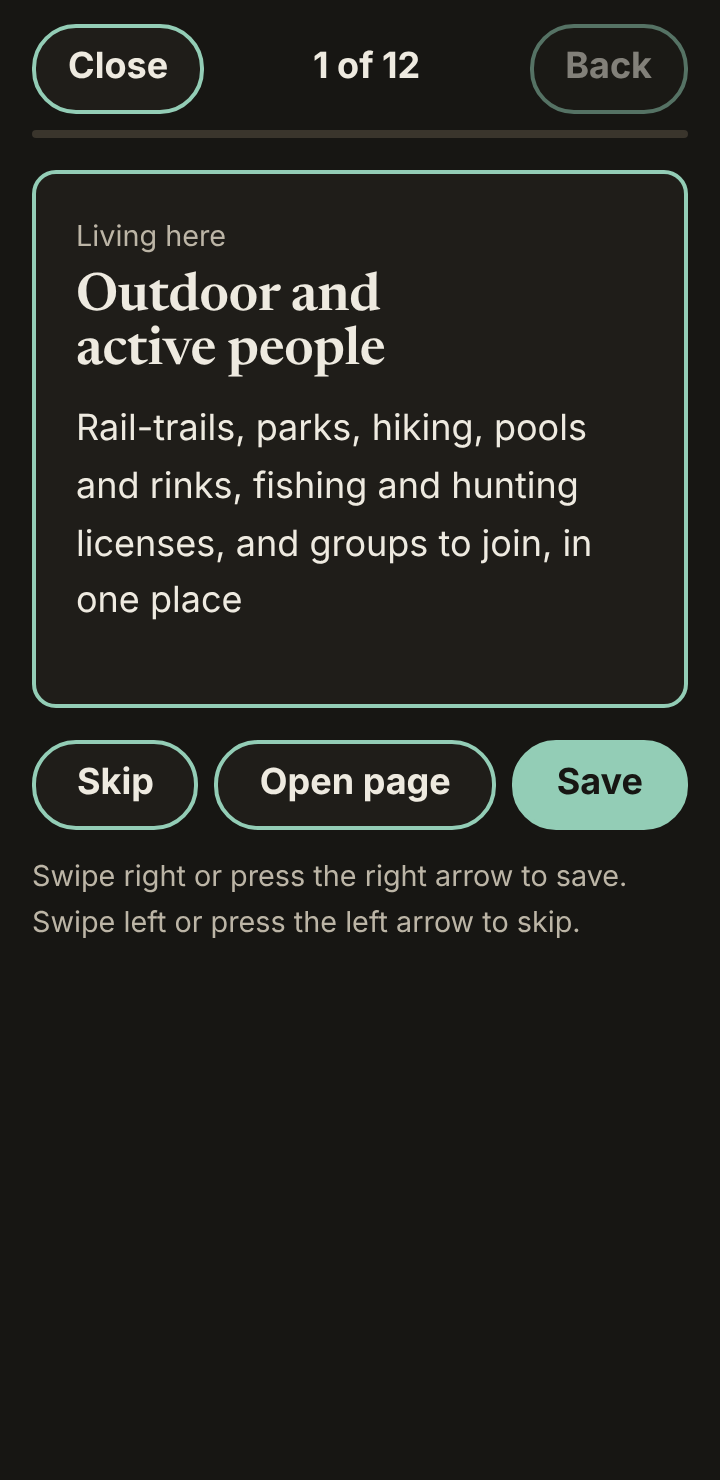 Close
1 of 12
Back
Living here
Outdoor and
active people
Rail-trails, parks, hiking, pools
and rinks, fishing and hunting
licenses, and groups to join, in
one place
Skip
Open page
Save
Swipe right or press the right arrow to save.
Swipe left or press the left arrow to skip.